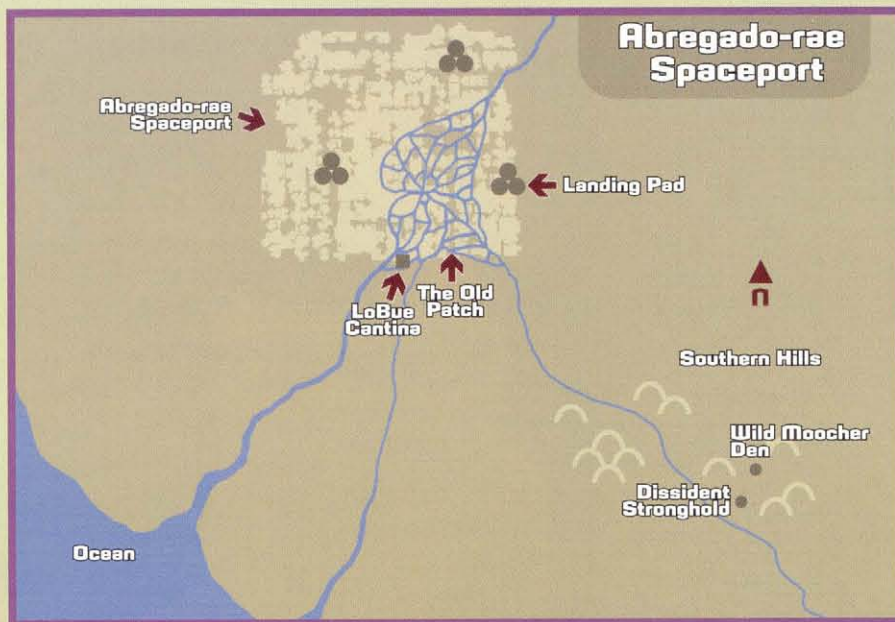 Abregado-rae
Spaceport
Abregado-rae
Spaceport
Landing Pad
The Old
Patch
LoBue
Cantina
n
Southern Hills
Wild Moocher
Den
Dissident
Stronghold
Ocean